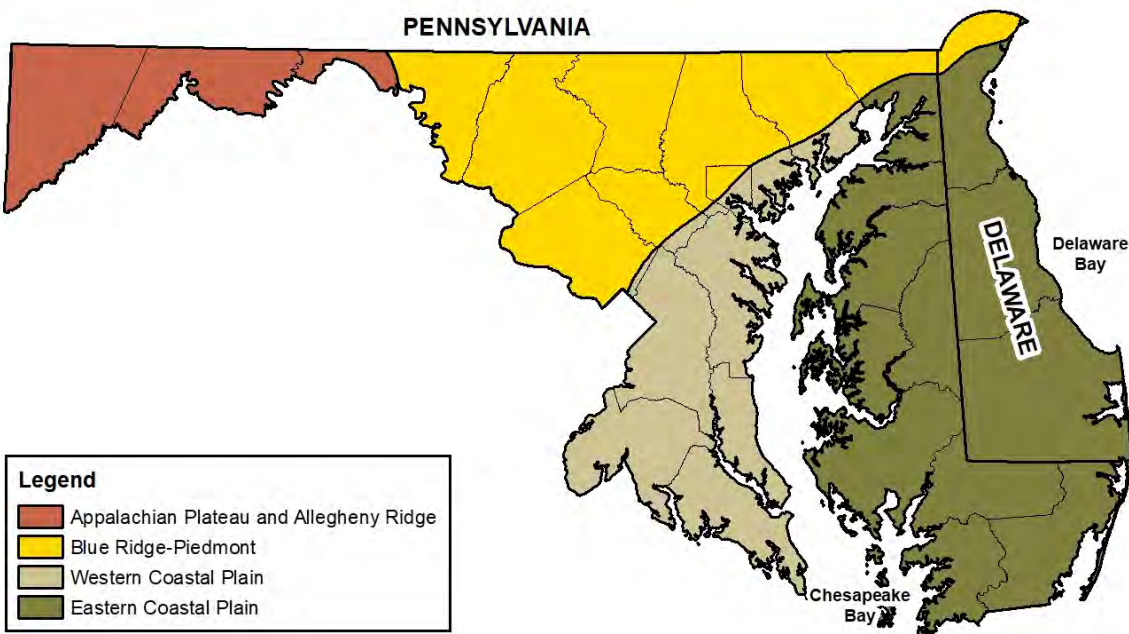 PENNSYLVANIA
DELAWARE
Delaware
Bay
Legend
Appalachian Plateau and Allegheny Ridge
Blue Ridge-Piedmont
Western Coastal Plain
Eastern Coastal Plain
Chesapeake
Bay